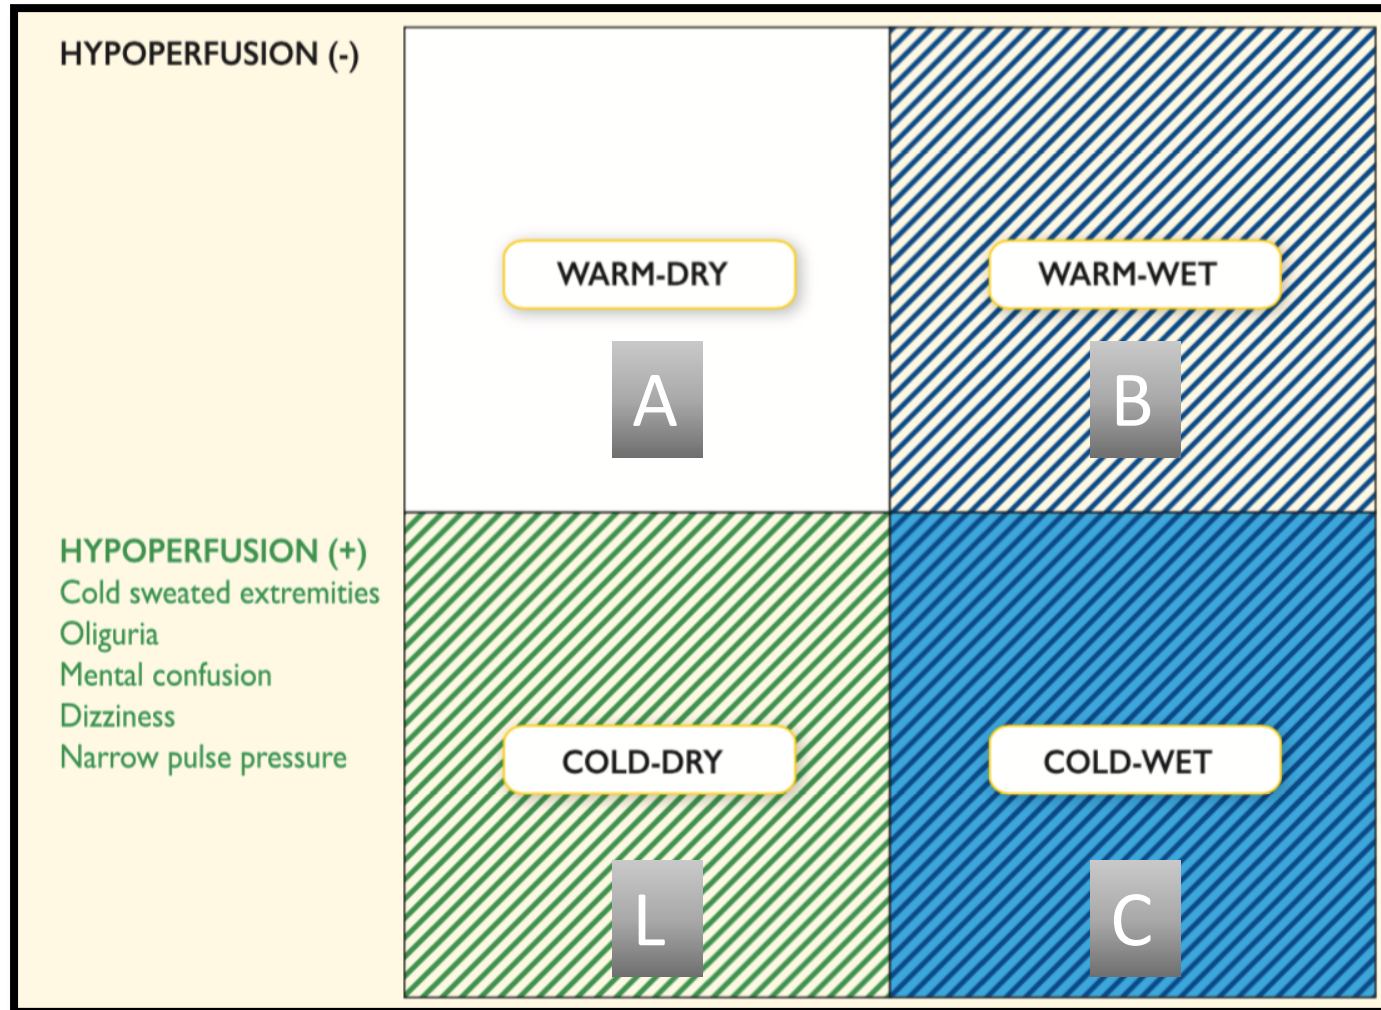 HYPOPERFUSION (-)
WARM-DRY
WARM-WET
A
B
HYPOPERFUSION (+)
Cold sweated extremities
Oliguria
Mental confusion
Dizziness
Narrow pulse pressure
COLD-DRY
COLD-WET
L
C